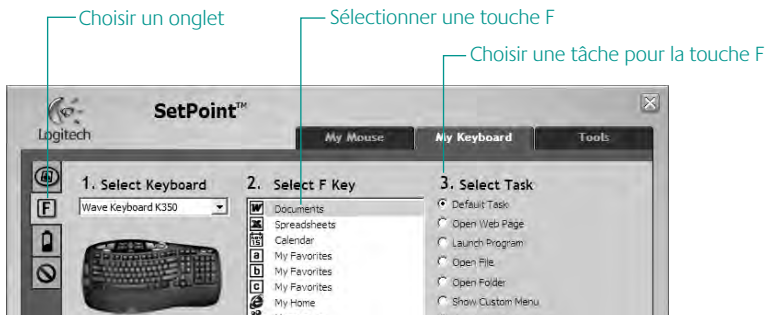 Choisir un onglet
Sélectionner une touche F
Choisir une tâche pour la touche F
Logitech
SetPoint™
My Mouse
My Keyboard
Tools
1. Select Keyboard
Wave Keyboard K350
F
2. Select F Key
W Documents
X Spreadsheets
15 Calendar
a My Favorites
b My Favorites
c My Favorites
My Home
3. Select Task
Default Task
Open Web Page
Launch Program
Open File
Open Folder
Show Custom Menu